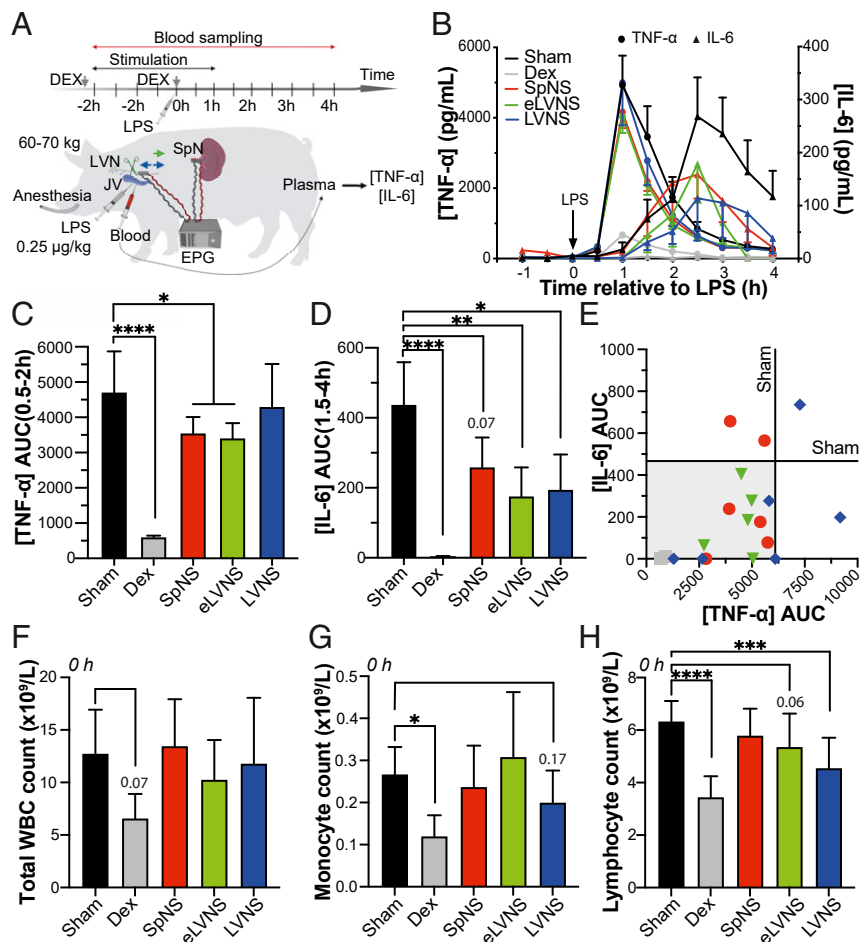 A
Blood sampling
Stimulation
DEX DEX Time
-2h -1h 0h 1h 2h 3h 4h
LPS
60-70 kg
SpN
LVN
JV
Anesthesia
LPS
0.25 µg/kg
Blood
EPG
Plasma
[TNF-α]
[IL-6]
B
TNF-α IL-6
Sham
Dex
SpNS
eLVNS
LVNS
[TNF-α] (pg/mL)
6000
4000
2000
0
[IL-6] (pg/mL)
400
300
200
100
0
LPS
-1 0 1 2 3 4
Time relative to LPS (h)
C
[TNF-α] AUC(0.5-2h)
6000
5000
4000
3000
2000
1000
0
*
****
Sham Dex SpNS eLVNS LVNS
D
[IL-6] AUC(1.5-4h)
600
400
200
0
*
**
****
0.07
Sham Dex SpNS eLVNS LVNS
E
[IL-6] AUC
1000
800
600
400
200
0
Sham
Sham
2500 5000 7500 10000
[TNF-α] AUC
F
0 h
Total WBC count (x10⁹/L)
20
15
10
5
0
0.07
Sham Dex SpNS eLVNS LVNS
G
0 h
Monocyte count (x10⁹/L)
0.5
0.4
0.3
0.2
0.1
0.0
*
0.17
Sham Dex SpNS eLVNS LVNS
H
0 h
Lymphocyte count (x10⁹/L)
8
6
4
2
0
***
****
0.06
Sham Dex SpNS eLVNS LVNS